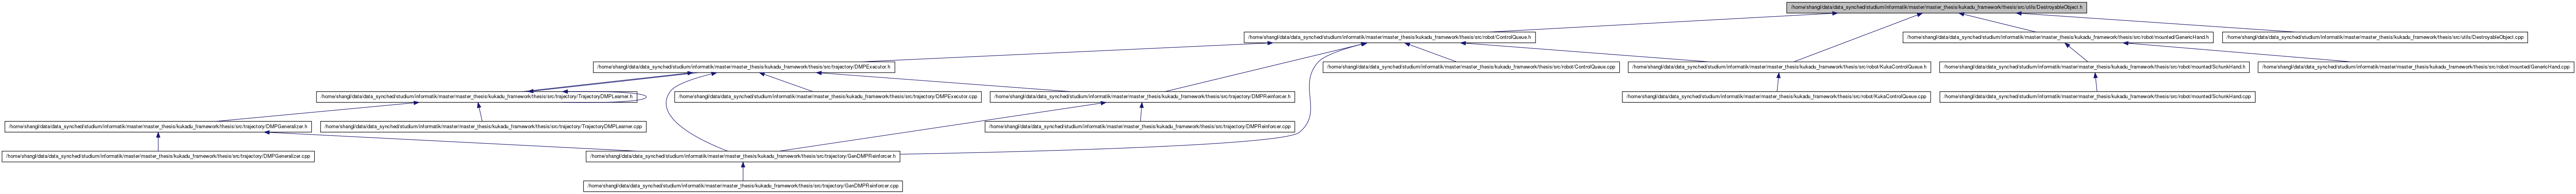 /home/shangl/data/data_synched/studium/informatik/master/master_thesis/kukadu_framework/thesis/src/utils/DestroyableObject.h
/home/shangl/data/data_synched/studium/informatik/master/master_thesis/kukadu_framework/thesis/src/robot/ControlQueue.h
/home/shangl/data/data_synched/studium/informatik/master/master_thesis/kukadu_framework/thesis/src/robot/mounted/GenericHand.h
/home/shangl/data/data_synched/studium/informatik/master/master_thesis/kukadu_framework/thesis/src/utils/DestroyableObject.cpp
/home/shangl/data/data_synched/studium/informatik/master/master_thesis/kukadu_framework/thesis/src/trajectory/DMPExecutor.h
/home/shangl/data/data_synched/studium/informatik/master/master_thesis/kukadu_framework/thesis/src/robot/ControlQueue.cpp
/home/shangl/data/data_synched/studium/informatik/master/master_thesis/kukadu_framework/thesis/src/robot/KukaControlQueue.h
/home/shangl/data/data_synched/studium/informatik/master/master_thesis/kukadu_framework/thesis/src/robot/mounted/SchunkHand.h
/home/shangl/data/data_synched/studium/informatik/master/master_thesis/kukadu_framework/thesis/src/robot/mounted/GenericHand.cpp
/home/shangl/data/data_synched/studium/informatik/master/master_thesis/kukadu_framework/thesis/src/trajectory/TrajectoryDMPLearner.h
/home/shangl/data/data_synched/studium/informatik/master/master_thesis/kukadu_framework/thesis/src/trajectory/DMPExecutor.cpp
/home/shangl/data/data_synched/studium/informatik/master/master_thesis/kukadu_framework/thesis/src/trajectory/DMPReinforcer.h
/home/shangl/data/data_synched/studium/informatik/master/master_thesis/kukadu_framework/thesis/src/robot/KukaControlQueue.cpp
/home/shangl/data/data_synched/studium/informatik/master/master_thesis/kukadu_framework/thesis/src/robot/mounted/SchunkHand.cpp
/home/shangl/data/data_synched/studium/informatik/master/master_thesis/kukadu_framework/thesis/src/trajectory/DMPGeneralizer.h
/home/shangl/data/data_synched/studium/informatik/master/master_thesis/kukadu_framework/thesis/src/trajectory/TrajectoryDMPLearner.cpp
/home/shangl/data/data_synched/studium/informatik/master/master_thesis/kukadu_framework/thesis/src/trajectory/DMPReinforcer.cpp
/home/shangl/data/data_synched/studium/informatik/master/master_thesis/kukadu_framework/thesis/src/trajectory/DMPGeneralizer.cpp
/home/shangl/data/data_synched/studium/informatik/master/master_thesis/kukadu_framework/thesis/src/trajectory/GenDMPReinforcer.h
/home/shangl/data/data_synched/studium/informatik/master/master_thesis/kukadu_framework/thesis/src/trajectory/GenDMPReinforcer.cpp